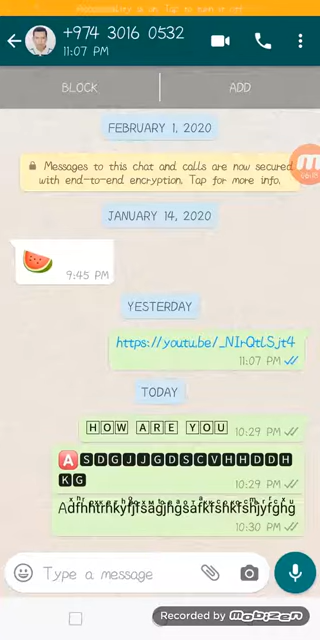 +974 3016 0532
11:07 PM
BLOCK
ADD
FEBRUARY 1, 2020
Messages to this chat and calls are now secured
with end-to-end encryption. Tap for more info.
JANUARY 14, 2020
9:45 PM
YESTERDAY
https://youtu.be/_NIrQtlSjt4
11:07 PM
TODAY
🄷🄾🅆 🄰🅁🄴 🅈🄾🅄
10:29 PM
🅰🆂🅳🅶🅹🅹🅶🅳🆂🅲🆅🅷🅷🅳🅳🅷
🅺🅶
10:29 PM
10:30 PM
Type a message
Recorded by MOBIZEN